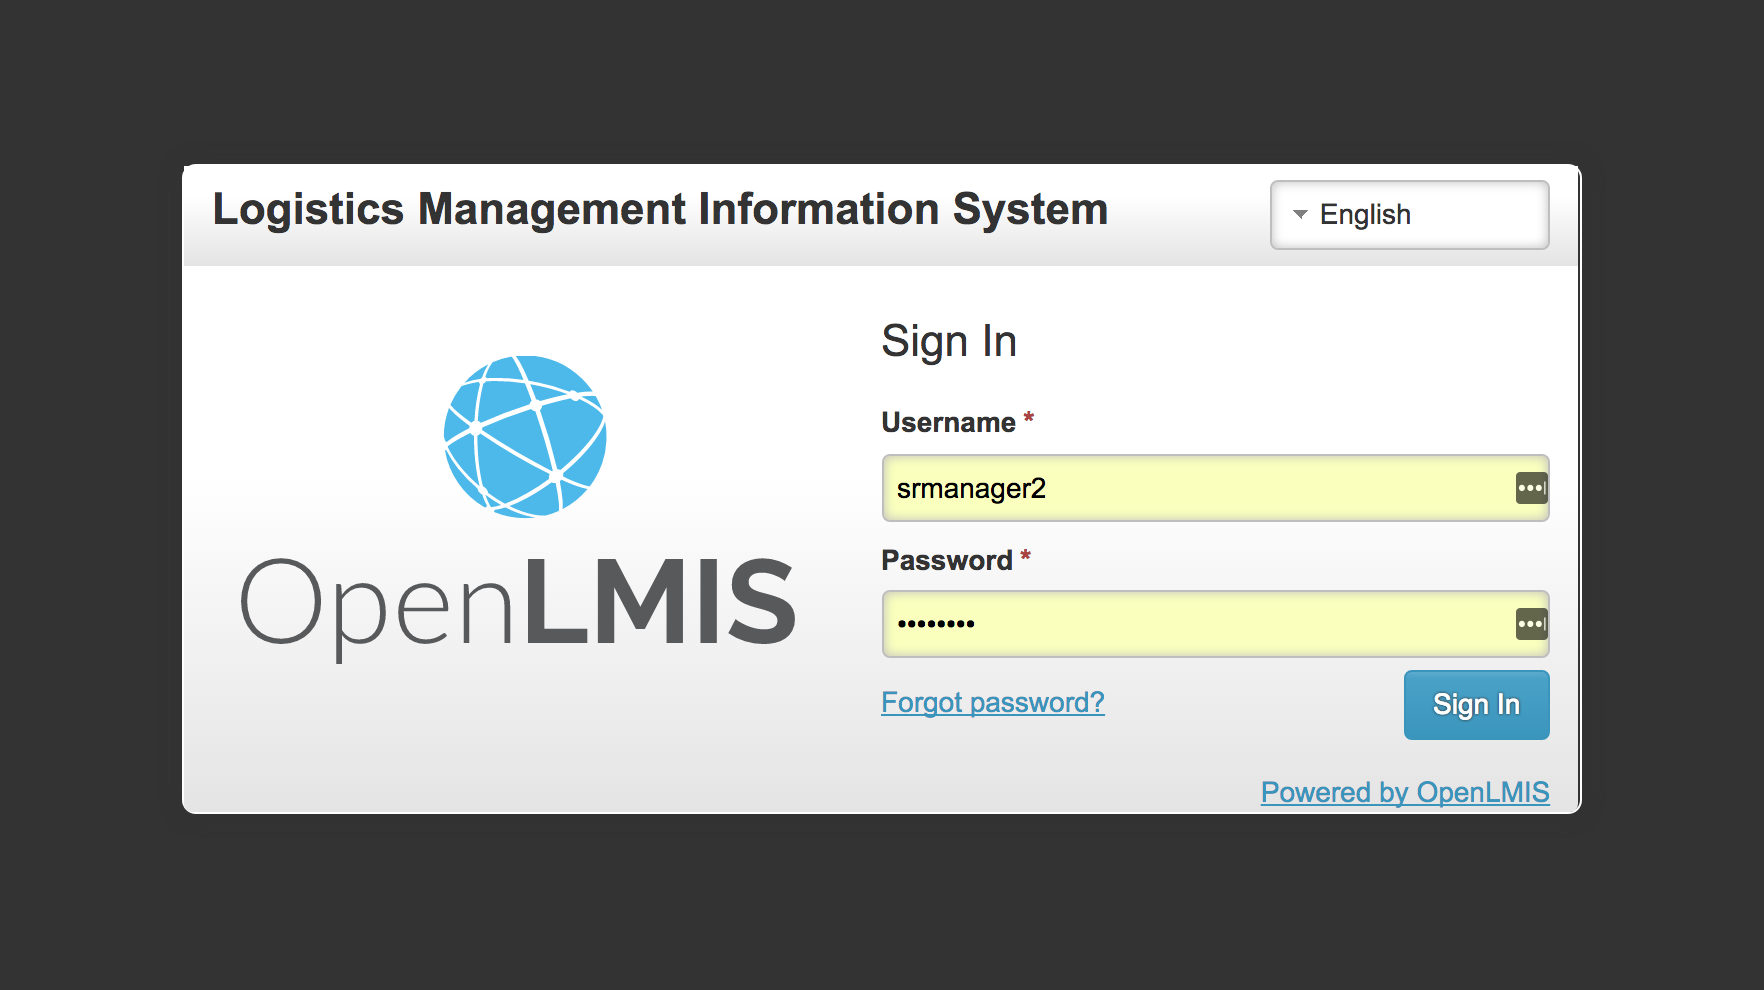 Logistics Management Information System
English
OpenLMIS
Sign In
Username *
srmanager2
Password *
••••••••
Forgot password?
Sign In
Powered by OpenLMIS